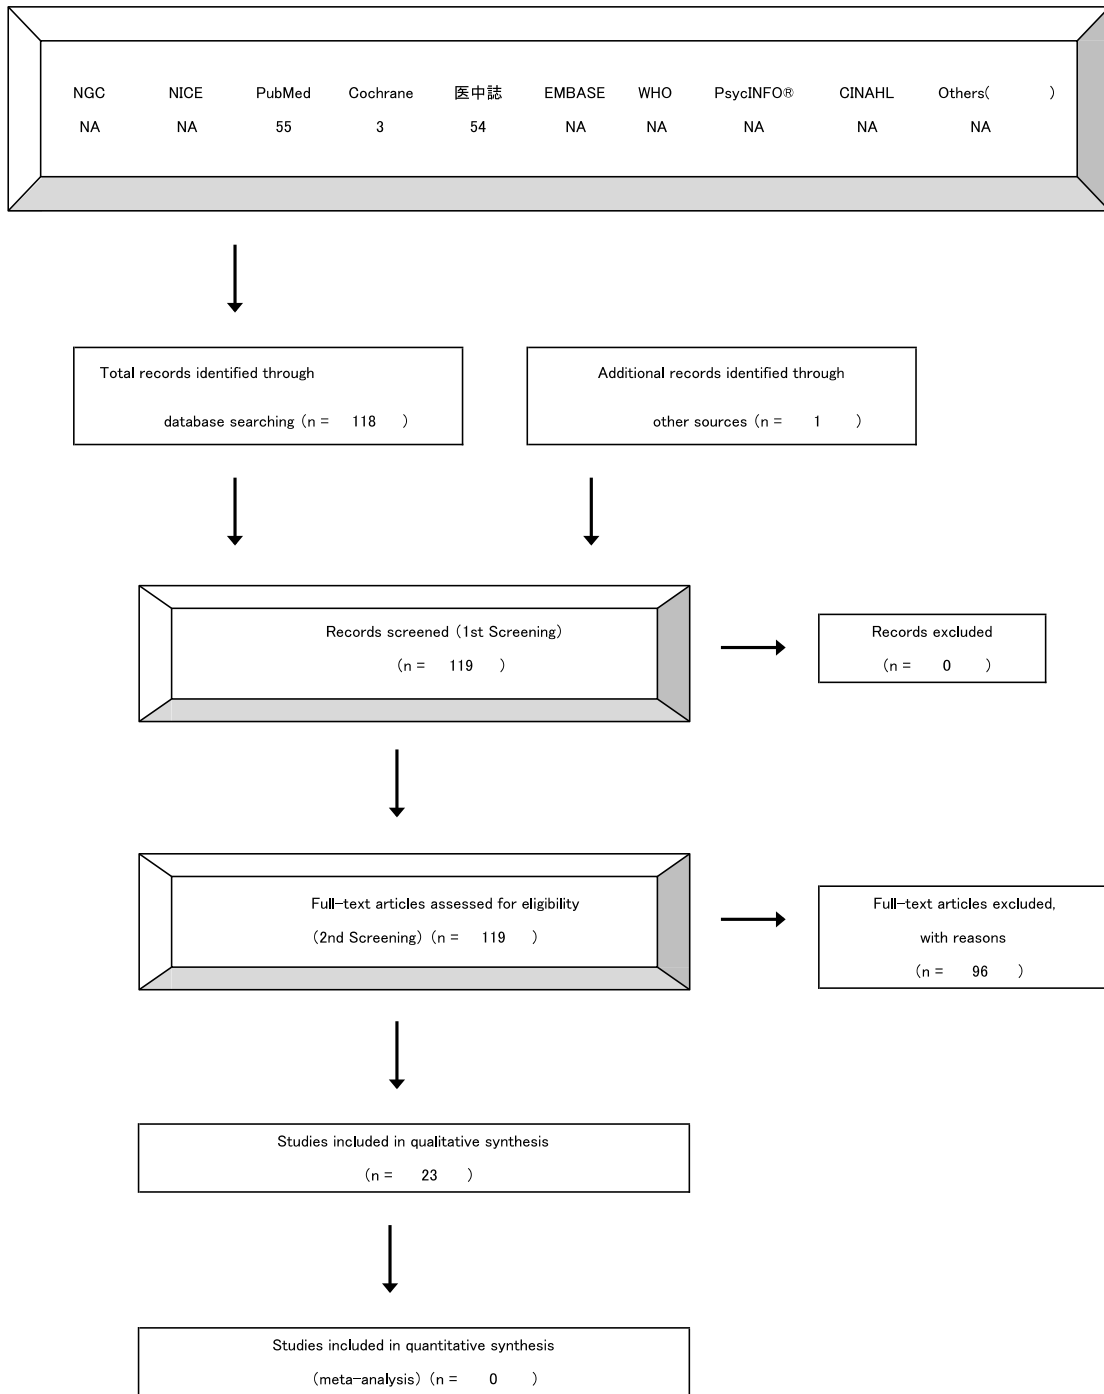 NGC NICE PubMed Cochrane 医中誌 EMBASE WHO PsycINFO® CINAHL Others( )
NA NA 55 3 54 NA NA NA NA NA
Total records identified through
database searching (n = 118 )
Additional records identified through
other sources (n = 1 )
Records screened (1st Screening)
(n = 119 )
Records excluded
(n = 0 )
Full-text articles assessed for eligibility
(2nd Screening) (n = 119 )
Full-text articles excluded,
with reasons
(n = 96 )
Studies included in qualitative synthesis
(n = 23 )
Studies included in quantitative synthesis
(meta-analysis) (n = 0 )